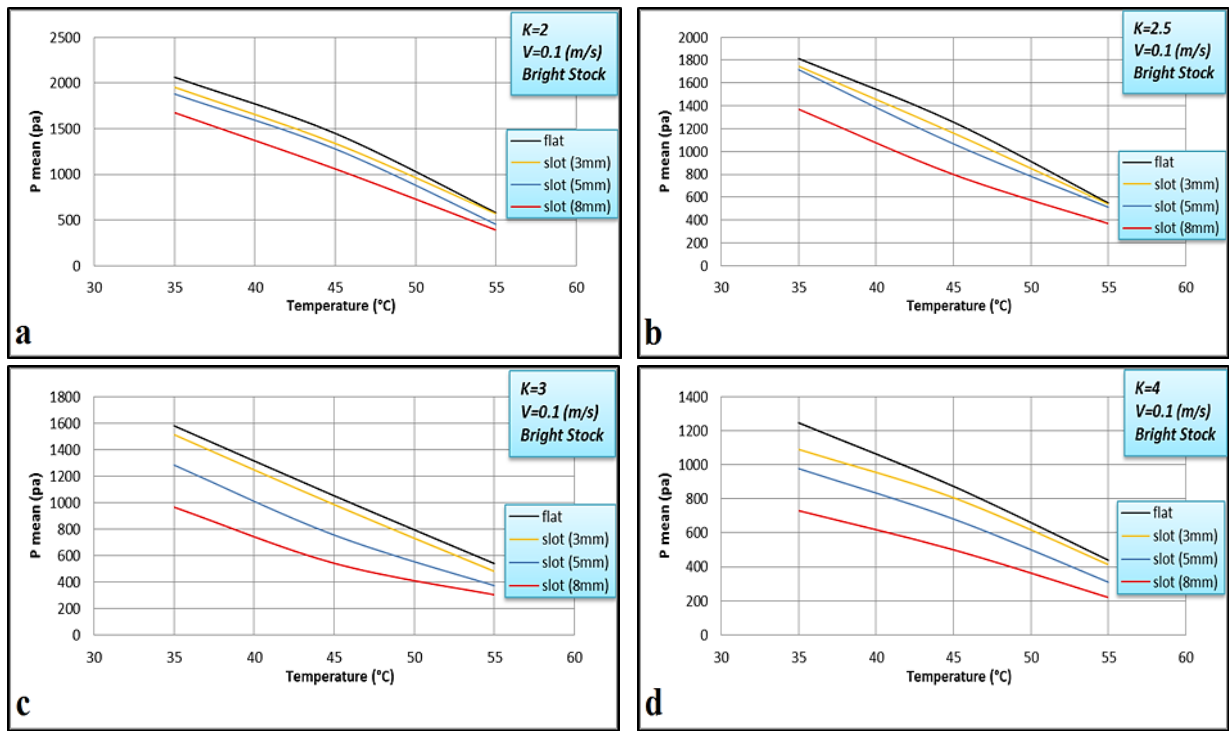 K=2
V=0.1 (m/s)
Bright Stock
P mean (pa)
2500
2000
1500
1000
500
0
flat
slot (3mm)
slot (5mm)
slot (8mm)
30 35 40 45 50 55 60
Temperature (°C)
a
K=2.5
V=0.1 (m/s)
Bright Stock
P mean (pa)
2000
1800
1600
1400
1200
1000
800
600
400
200
0
flat
slot (3mm)
slot (5mm)
slot (8mm)
30 35 40 45 50 55 60
Temperature (°C)
b
K=3
V=0.1 (m/s)
Bright Stock
P mean (pa)
1800
1600
1400
1200
1000
800
600
400
200
0
flat
slot (3mm)
slot (5mm)
slot (8mm)
30 35 40 45 50 55 60
Temperature (°C)
c
K=4
V=0.1 (m/s)
Bright Stock
P mean (pa)
1400
1200
1000
800
600
400
200
0
flat
slot (3mm)
slot (5mm)
slot (8mm)
30 35 40 45 50 55 60
Temperature (°C)
d